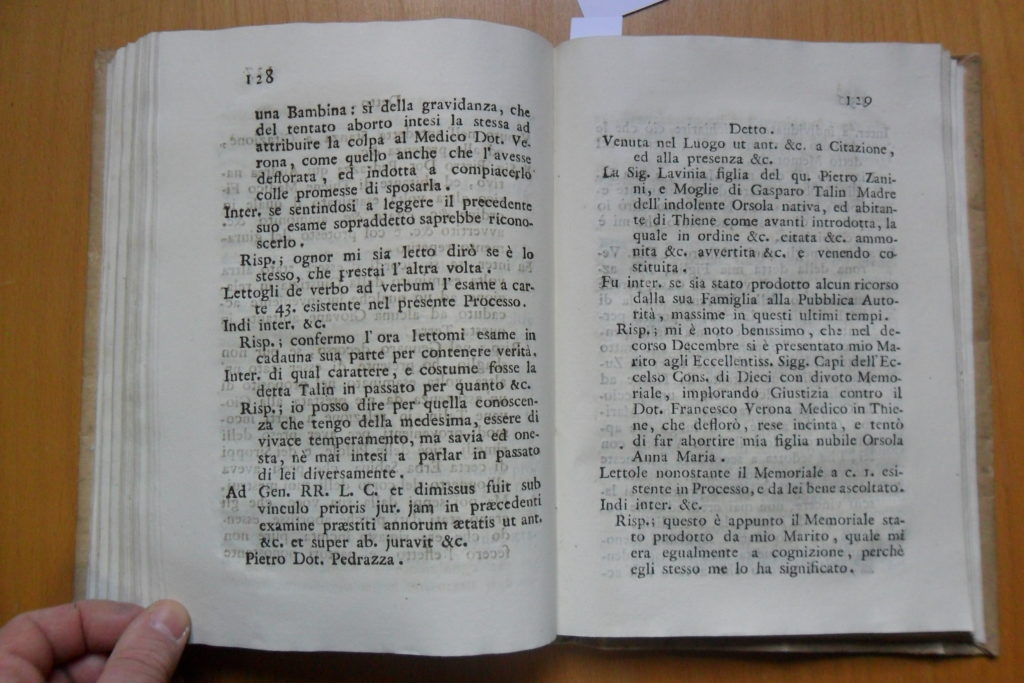 128
una Bambina: sì della gravidanza, che
del tentato aborto intesi la stessa ad
attribuire la colpa al Medico Dot. Ve-
rona, come quello anche che l'avesse
deflorata, ed indotta a compiacerlo
colle promesse di sposarla.
Inter. se sentindosi a leggere il precedente
suo esame sopraddetto saprebbe ricono-
scerlo.
Risp.; ognor mi sia letto dirò se è lo
stesso, che prestai l'altra volta.
Lettogli de verbo ad verbum l'esame a car-
te 43. esistente nel presente Processo.
Indi inter. &c.
Risp.; confermo l'ora lettomi esame in
cadauna sua parte per contenere verità.
Inter. di qual carattere, e costume fosse la
detta Talin in passato per quanto &c.
Risp.; io posso dire per quella conoscen-
za che tengo della medesima, essere di
vivace temperamento, ma savia ed one-
sta, nè mai intesi a parlar in passato
di lei diversamente.
Ad Gen. RR. L. C. et dimissus fuit sub
vinculo prioris jur. jam in præcedenti
examine præstiti annorum ætatis ut ant.
&c. et super ab. juravit &c.
Pietro Dot. Pedrazza.
129
Detto.
Venuta nel Luogo ut ant. &c. a Citazione,
ed alla presenza &c.
La Sig. Lavinia figlia del qu. Pietro Zani-
ni, e Moglie di Gasparo Talin Madre
dell'indolente Orsola nativa, ed abitan-
te di Thiene come avanti introdotta, la
quale in ordine &c. citata &c. ammo-
nita &c. avvertita &c. e venendo co-
stituita.
Fu inter. se sia stato prodotto alcun ricorso
dalla sua Famiglia alla Pubblica Auto-
rità, massime in questi ultimi tempi.
Risp.; mi è noto benissimo, che nel de-
corso Decembre si è presentato mio Ma-
rito agli Eccellentiss. Sigg. Capi dell'Ec-
celso Cons. di Dieci con divoto Memo-
riale, implorando Giustizia contro il
Dot. Francesco Verona Medico in Thie-
ne, che deflorò, rese incinta, e tentò
di far abortire mia figlia nubile Orsola
Anna Maria.
Lettole nonostante il Memoriale a c. 1. esi-
stente in Processo, e da lei bene ascoltato.
Indi inter. &c.
Risp.; questo è appunto il Memoriale sta-
to prodotto da mio Marito, quale mi
era egualmente a cognizione, perchè
egli stesso me lo ha significato.